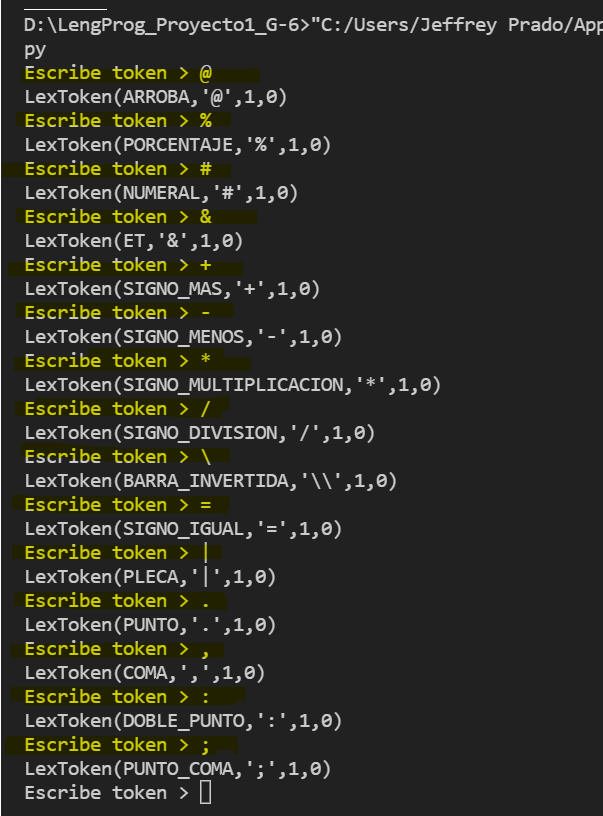 D:\LengProg_Proyecto1_G-6>"C:/Users/Jeffrey Prado/App
py
Escribe token > @
LexToken(ARROBA,'@',1,0)
Escribe token > %
LexToken(PORCENTAJE,'%',1,0)
Escribe token > #
LexToken(NUMERAL,'#',1,0)
Escribe token > &
LexToken(ET,'&',1,0)
Escribe token > +
LexToken(SIGNO_MAS,'+',1,0)
Escribe token > -
LexToken(SIGNO_MENOS,'-',1,0)
Escribe token > *
LexToken(SIGNO_MULTIPLICACION,'*',1,0)
Escribe token > /
LexToken(SIGNO_DIVISION,'/',1,0)
Escribe token > \
LexToken(BARRA_INVERTIDA,'\\',1,0)
Escribe token > =
LexToken(SIGNO_IGUAL,'=',1,0)
Escribe token > |
LexToken(PLECA,'|',1,0)
Escribe token > .
LexToken(PUNTO,'.',1,0)
Escribe token > ,
LexToken(COMA,',',1,0)
Escribe token > :
LexToken(DOBLE_PUNTO,':',1,0)
Escribe token > ;
LexToken(PUNTO_COMA,';',1,0)
Escribe token >